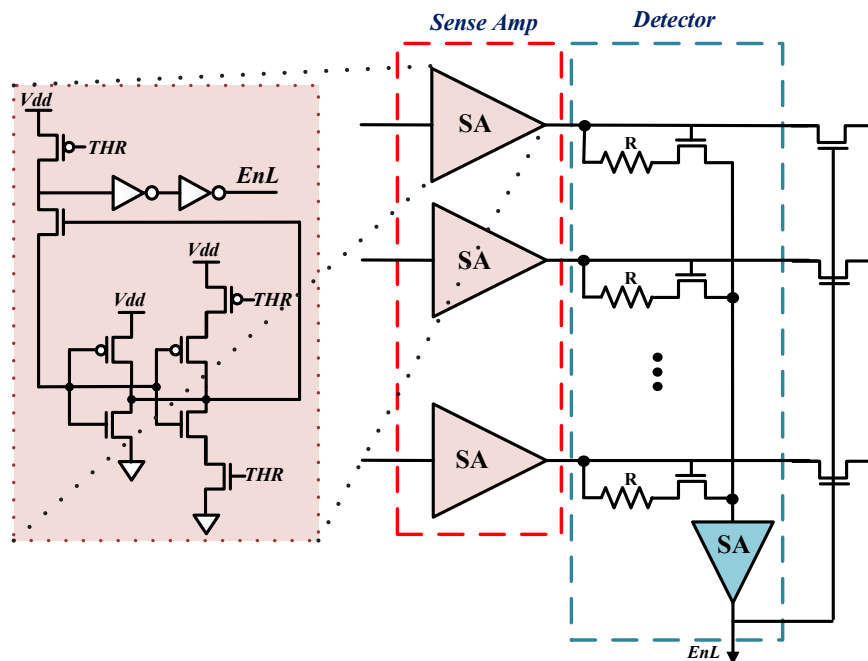 Sense Amp
Detector
Vdd
THR
EnL
Vdd
THR
Vdd
THR
SA
R
SA
R
SA
R
SA
EnL